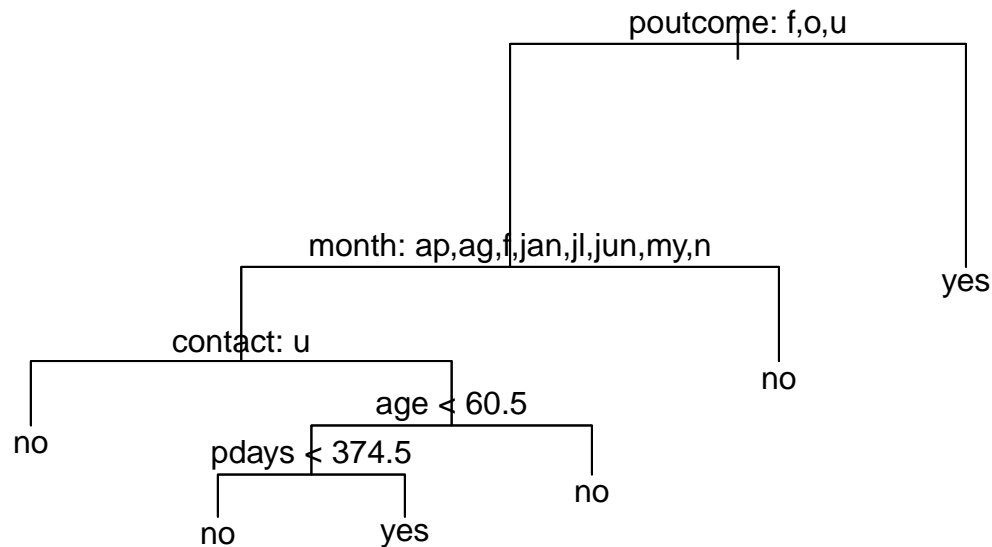 poutcome: f,o,u
month: ap,ag,f,jan,jl,jun,my,n
yes
contact: u
no
age < 60.5
no
pdays < 374.5
no
no
yes